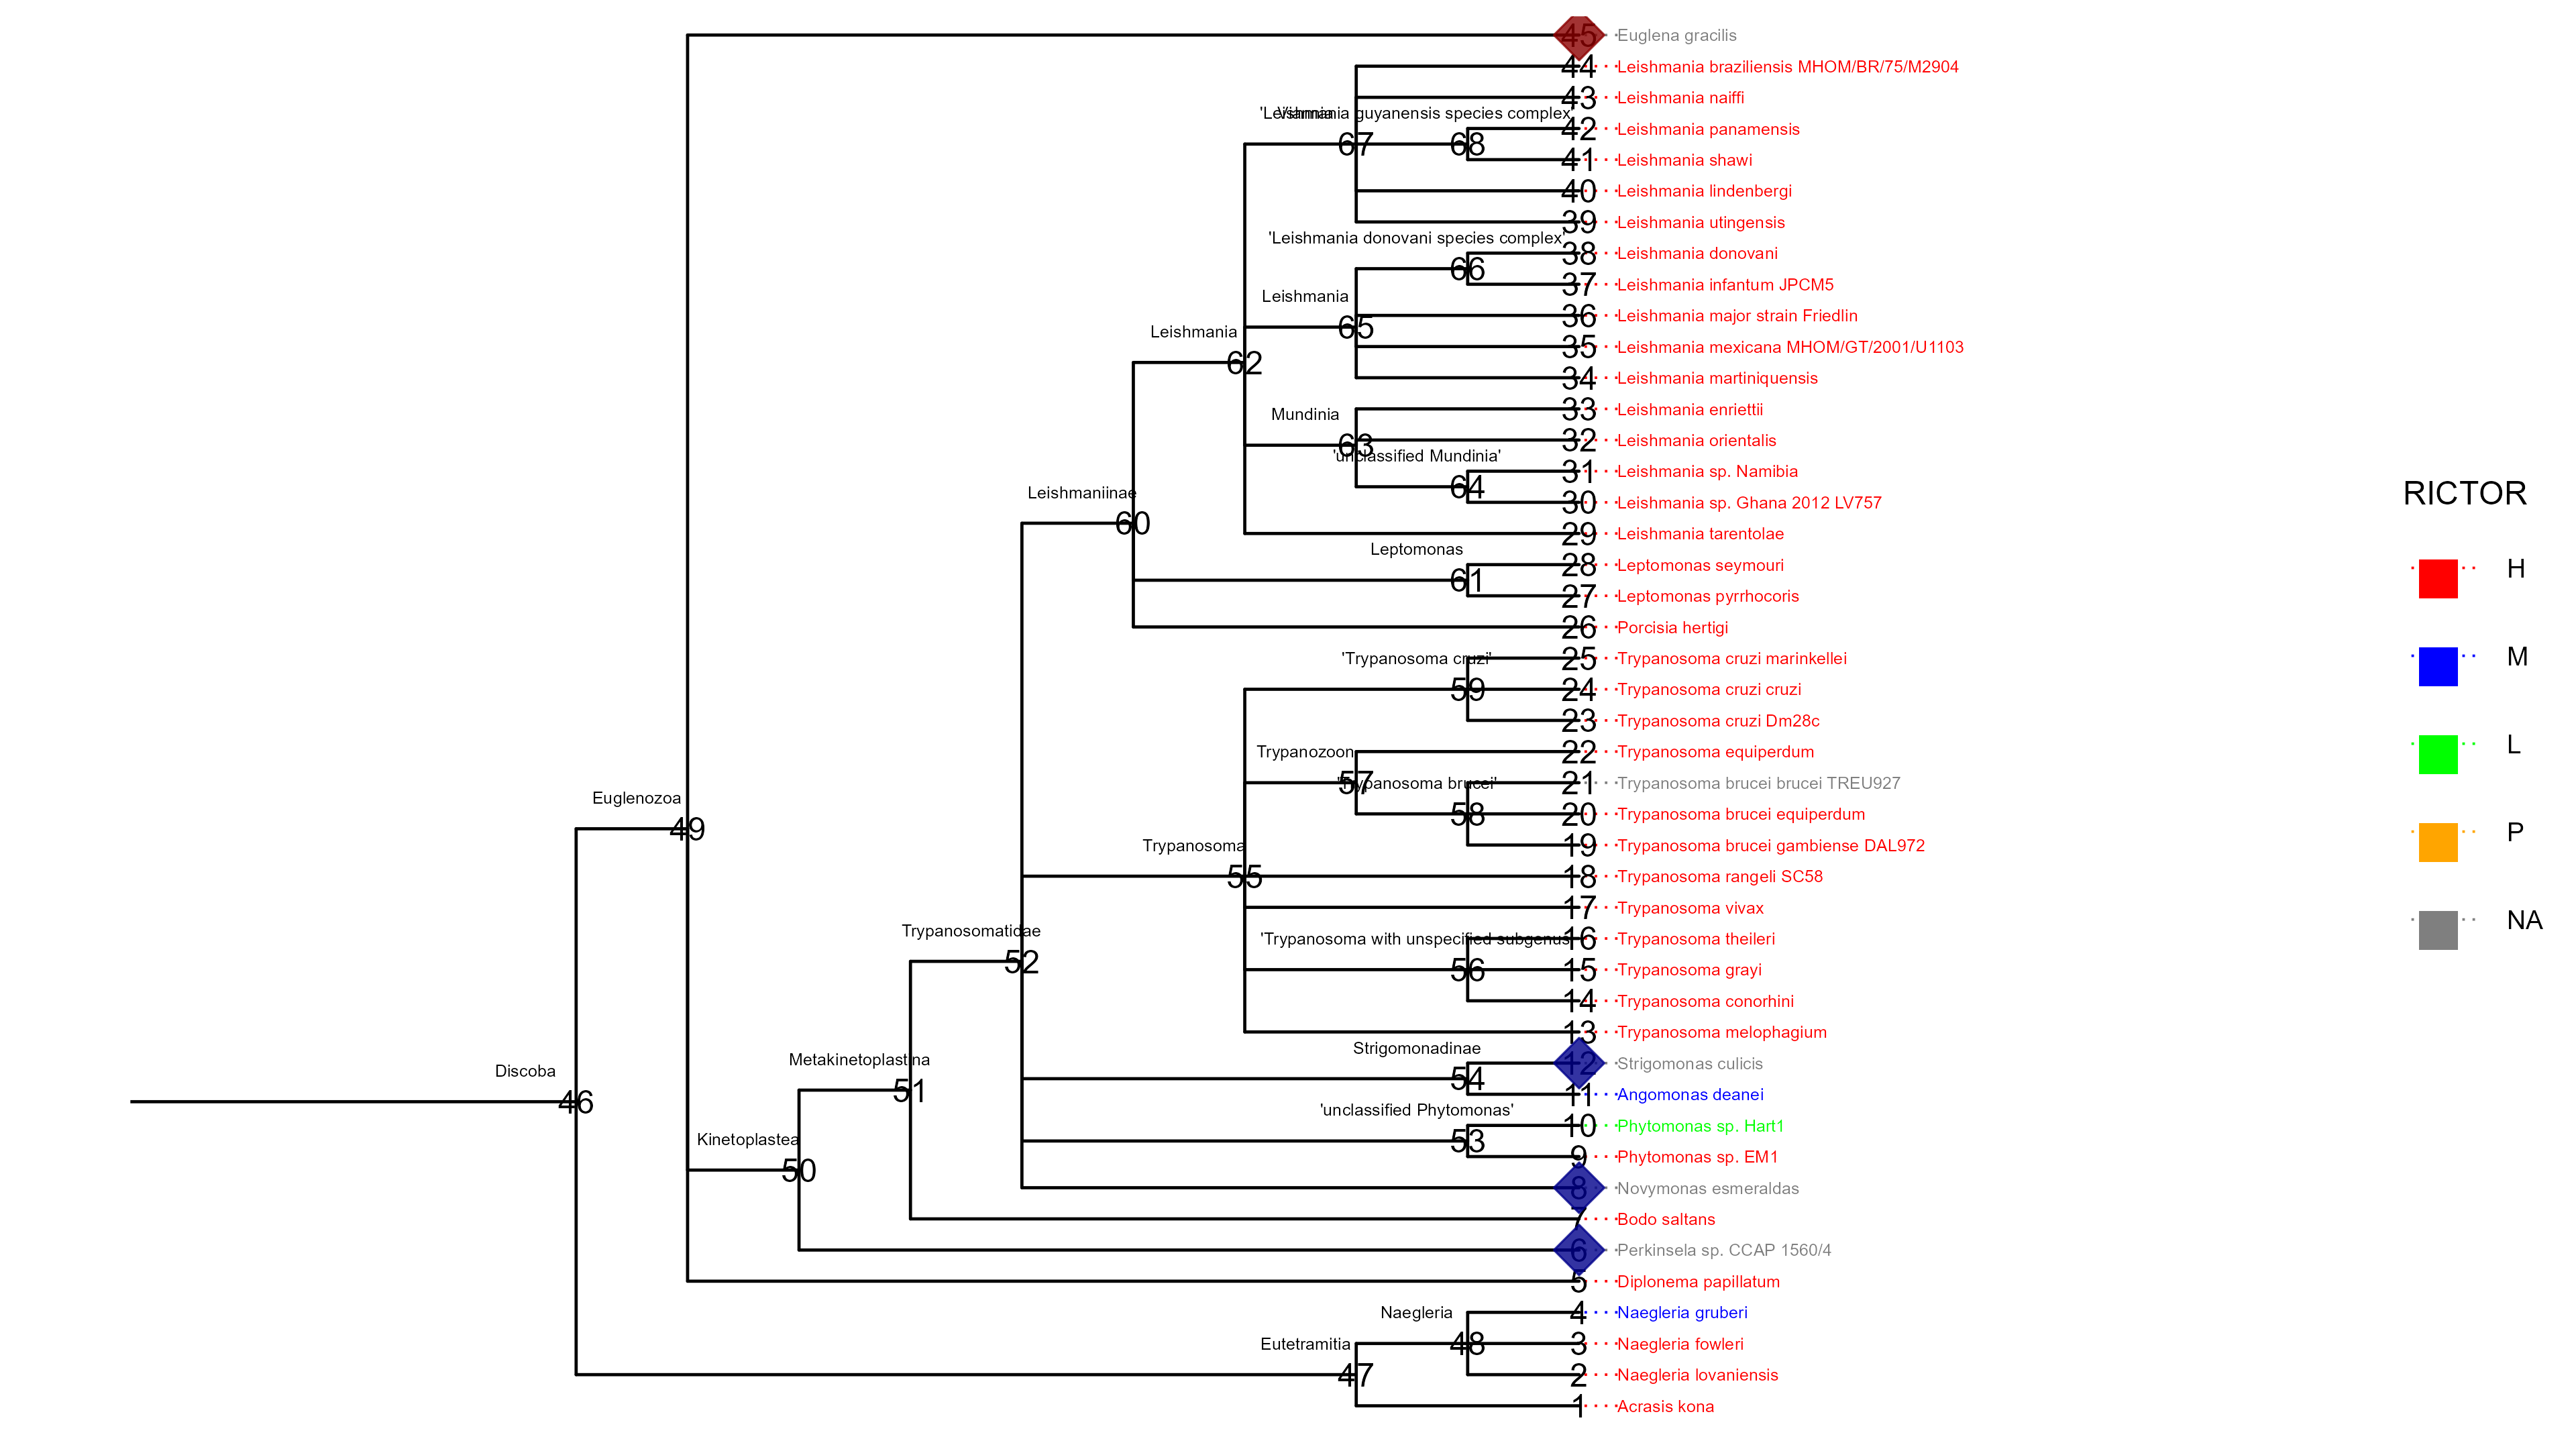 45 Euglena gracilis
44 Leishmania braziliensis MHOM/BR/75/M2904
43 Leishmania naiffi
'Leishmania guyanensis species complex'
42 Leishmania panamensis
67 68
41 Leishmania shawi
40 Leishmania lindenbergi
39 Leishmania utingensis
'Leishmania donovani species complex'
38 Leishmania donovani
66
37 Leishmania infantum JPCM5
Leishmania
36 Leishmania major strain Friedlin
65
Leishmania
35 Leishmania mexicana MHOM/GT/2001/U1103
62
34 Leishmania martiniquensis
33 Leishmania enriettii
Mundinia
32 Leishmania orientalis
63
'unclassified Mundinia'
31 Leishmania sp. Namibia
64
30 Leishmania sp. Ghana 2012 LV757
Leishmaniinae
60
29 Leishmania tarentolae
Leptomonas
28 Leptomonas seymouri
61
27 Leptomonas pyrrhocoris
26 Porcisia hertigi
'Trypanosoma cruzi'
25 Trypanosoma cruzi marinkellei
59
24 Trypanosoma cruzi cruzi
23 Trypanosoma cruzi Dm28c
Trypanozoon
22 Trypanosoma equiperdum
57
'Trypanosoma brucei'
21 Trypanosoma brucei brucei TREU927
58
20 Trypanosoma brucei equiperdum
19 Trypanosoma brucei gambiense DAL972
Euglenozoa
49
Trypanosoma
55
18 Trypanosoma rangeli SC58
17 Trypanosoma vivax
'Trypanosoma with unspecified subgenus'
16 Trypanosoma theileri
56
15 Trypanosoma grayi
14 Trypanosoma conorhini
Trypanosomatidae
52
13 Trypanosoma melophagium
Strigomonadinae
12 Strigomonas culicis
54
11 Angomonas deanei
'unclassified Phytomonas'
10 Phytomonas sp. Hart1
53
9 Phytomonas sp. EM1
Metakinetoplastina
51
8 Novymonas esmeraldas
7 Bodo saltans
Kinetoplastea
50
6 Perkinsela sp. CCAP 1560/4
5 Diplonema papillatum
Discoba
46
Naegleria
4 Naegleria gruberi
Eutetramitia
48
3 Naegleria fowleri
47
2 Naegleria lovaniensis
1 Acrasis kona
RICTOR
H
M
L
P
NA